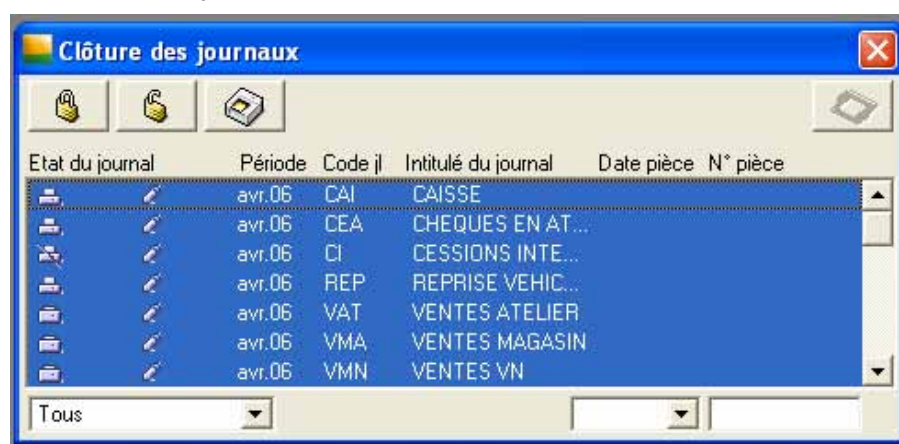 Clôture des journaux
Etat du journal Période Code jl Intitulé du journal Date pièce N° pièce
avr.06 CAI CAISSE
avr.06 CEA CHEQUES EN AT...
avr.06 CI CESSIONS INTE...
avr.06 REP REPRISE VEHIC...
avr.06 VAT VENTES ATELIER
avr.06 VMA VENTES MAGASIN
avr.06 VMN VENTES VN
Tous